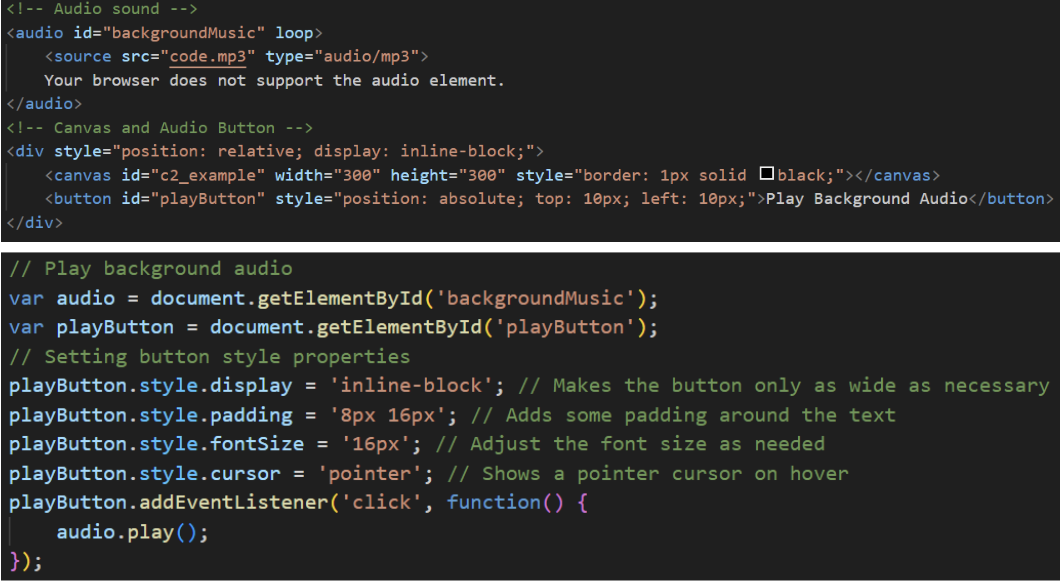 <!-- Audio sound -->
<audio id="backgroundMusic" loop>
    <source src="code.mp3" type="audio/mp3">
    Your browser does not support the audio element.
</audio>
<!-- Canvas and Audio Button -->
<div style="position: relative; display: inline-block;">
    <canvas id="c2_example" width="300" height="300" style="border: 1px solid black;"></canvas>
    <button id="playButton" style="position: absolute; top: 10px; left: 10px;">Play Background Audio</button>
</div>
// Play background audio
var audio = document.getElementById('backgroundMusic');
var playButton = document.getElementById('playButton');
// Setting button style properties
playButton.style.display = 'inline-block'; // Makes the button only as wide as necessary
playButton.style.padding = '8px 16px'; // Adds some padding around the text
playButton.style.fontSize = '16px'; // Adjust the font size as needed
playButton.style.cursor = 'pointer'; // Shows a pointer cursor on hover
playButton.addEventListener('click', function() {
    audio.play();
});